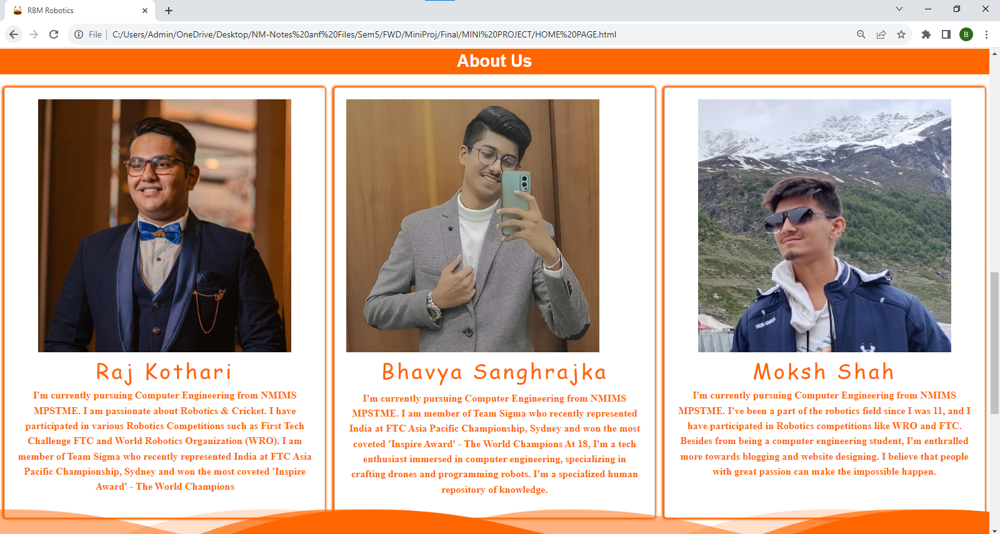 RBM Robotics
File
C:/Users/Admin/OneDrive/Desktop/NM-Notes%20anf%20Files/Sem5/FWD/MiniProj/Final/MINI%20PROJECT/HOME%20PAGE.html
B
About Us
UNDER ARMOUR
Raj Kothari
I'm currently pursuing Computer Engineering from NMIMS
MPSTME. I am passionate about Robotics & Cricket. I have
participated in various Robotics Competitions such as First Tech
Challenge FTC and World Robotics Organization (WRO). I am
member of Team Sigma who recently represented India at FTC Asia
Pacific Championship, Sydney and won the most coveted 'Inspire
Award' - The World Champions
Bhavya Sanghrajka
I'm currently pursuing Computer Engineering from NMIMS
MPSTME. I am member of Team Sigma who recently represented
India at FTC Asia Pacific Championship, Sydney and won the most
coveted 'Inspire Award' - The World Champions At 18, I'm a tech
enthusiast immersed in computer engineering, specializing in
crafting drones and programming robots. I'm a specialized human
repository of knowledge.
Moksh Shah
I'm currently pursuing Computer Engineering from NMIMS
MPSTME. I've been a part of the robotics field since I was 11, and I
have participated in Robotics competitions like WRO and FTC.
Besides from being a computer engineering student, I'm enthralled
more towards blogging and website designing. I believe that people
with great passion can make the impossible happen.